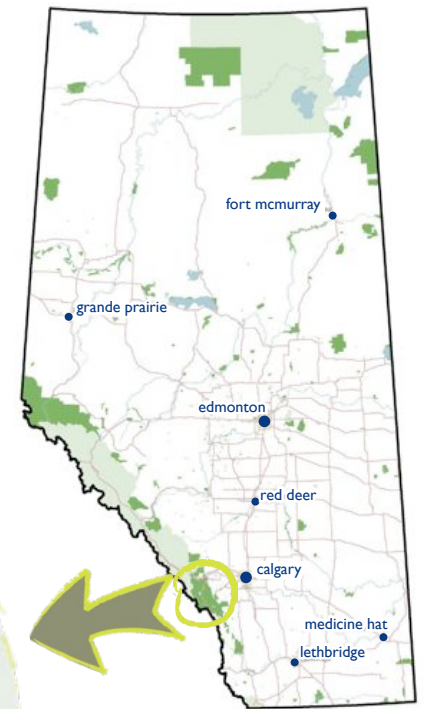 fort mcmurray
grande prairie
edmonton
red deer
calgary
medicine hat
lethbridge